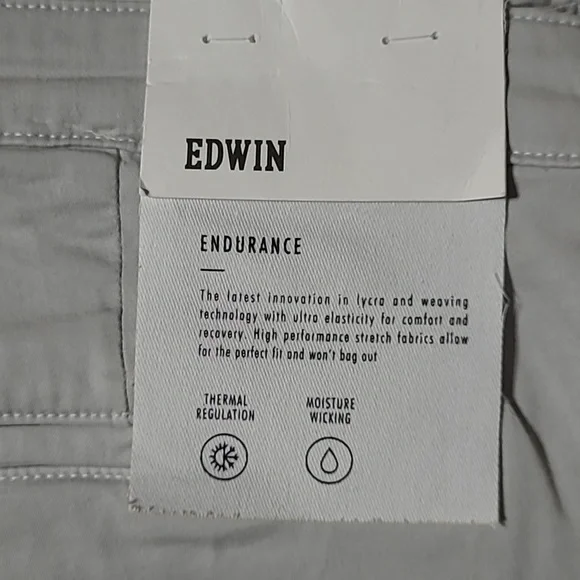 EDWIN
ENDURANCE
The latest innovation in lycra and weaving
technology with ultra elasticity for comfort and
recovery. High performance stretch fabrics allow
for the perfect fit and won't bag out
THERMAL
REGULATION
MOISTURE
WICKING